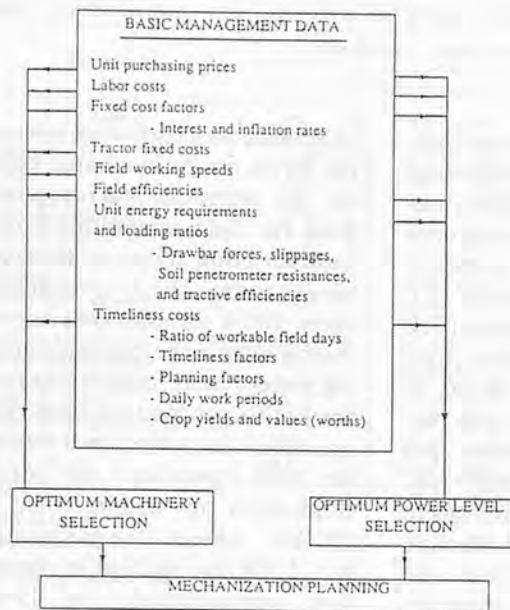 BASIC MANAGEMENT DATA
Unit purchasing prices
Labor costs
Fixed cost factors
- Interest and inflation rates
Tractor fixed costs
Field working speeds
Field efficiencies
Unit energy requirements
and loading ratios
- Drawbar forces, slippages,
Soil penetrometer resistances,
and tractive efficiencies
Timeliness costs
- Ratio of workable field days
- Timeliness factors
- Planning factors
- Daily work periods
- Crop yields and values (worths)
OPTIMUM MACHINERY
SELECTION
OPTIMUM POWER LEVEL
SELECTION
MECHANIZATION PLANNING